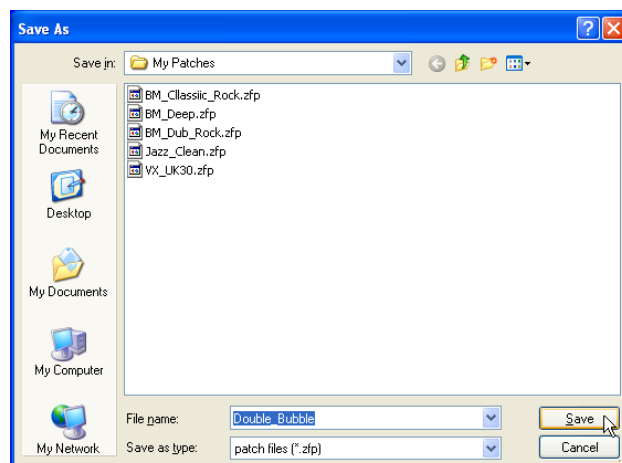 Save As
Save in:
My Patches
BM_Cllassiic_Rock.zfp
BM_Deep.zfp
BM_Dub_Rock.zfp
Jazz_Clean.zfp
VX_UK30.zfp
My Recent
Documents
Desktop
My Documents
My Computer
My Network
File name:
Double_Bubble
Save
Save as type:
patch files (*.zfp)
Cancel